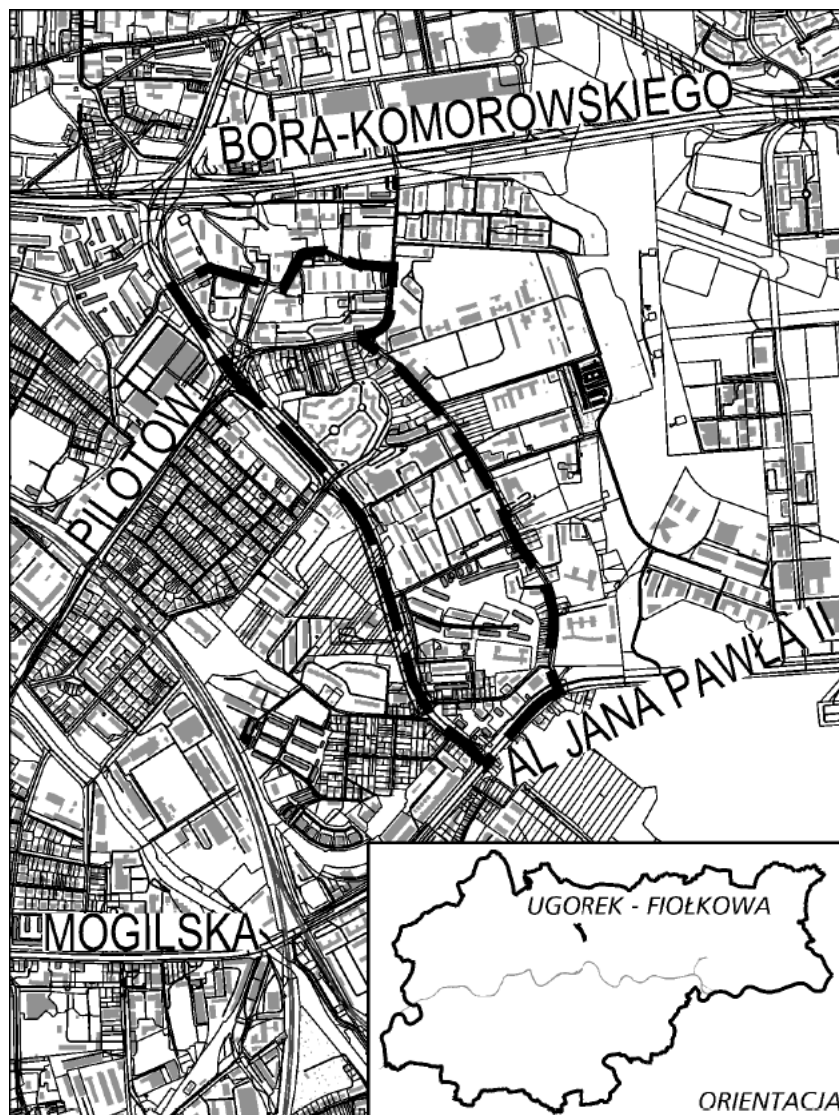 BORA-KOMOROWSKIEGO
PILOTÓW
AL JANA PAWŁA II
MOGILSKA
UGOREK - FIOŁKOWA
ORIENTACJA